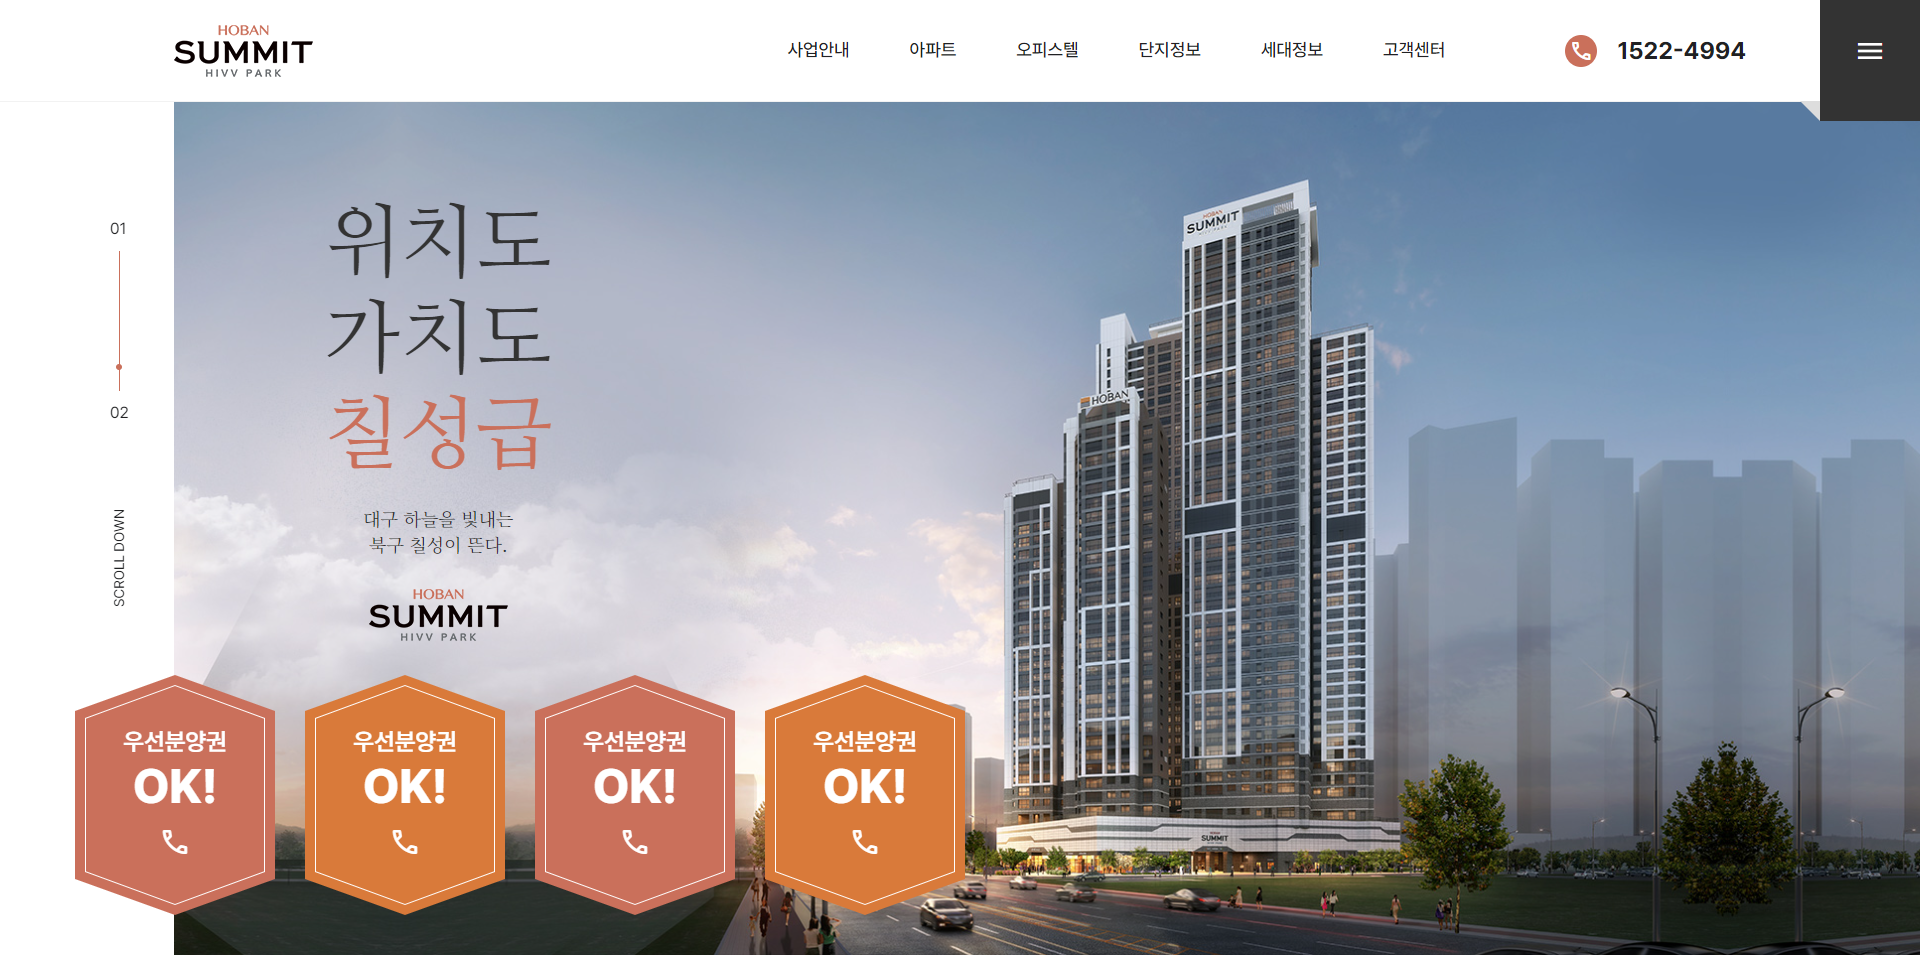 HOBAN
SUMMIT
HIVV PARK
사업안내
아파트
오피스텔
단지정보
세대정보
고객센터
1522-4994
01
02
SCROLL DOWN
위치도
가치도
칠성급
대구 하늘을 빛내는
북구 칠성이 뜬다.
HOBAN
SUMMIT
HIVV PARK
HOBAN
SUMMIT
HOBAN
SUMMIT
우선분양권
OK!
우선분양권
OK!
우선분양권
OK!
우선분양권
OK!